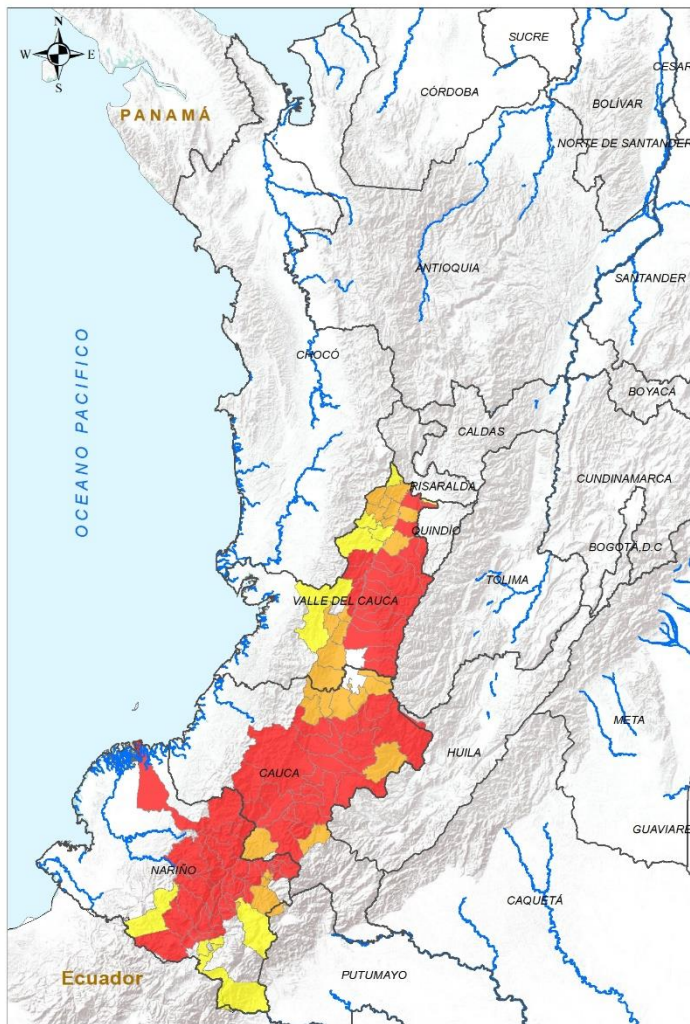 N
W E
S
SUCRE
CESAR
CÓRDOBA
BOLÍVAR
PANAMÁ
NORTE DE SANTANDER
ANTIOQUIA
SANTANDER
OCEANO PACIFICO
CHOCÓ
BOYACÁ
CALDAS
CUNDINAMARCA
RISARALDA
QUINDÍO
BOGOTÁ,D.C
TOLIMA
VALLE DEL CAUCA
META
HUILA
CAUCA
GUAVIARE
NARIÑO
CAQUETÁ
Ecuador
PUTUMAYO